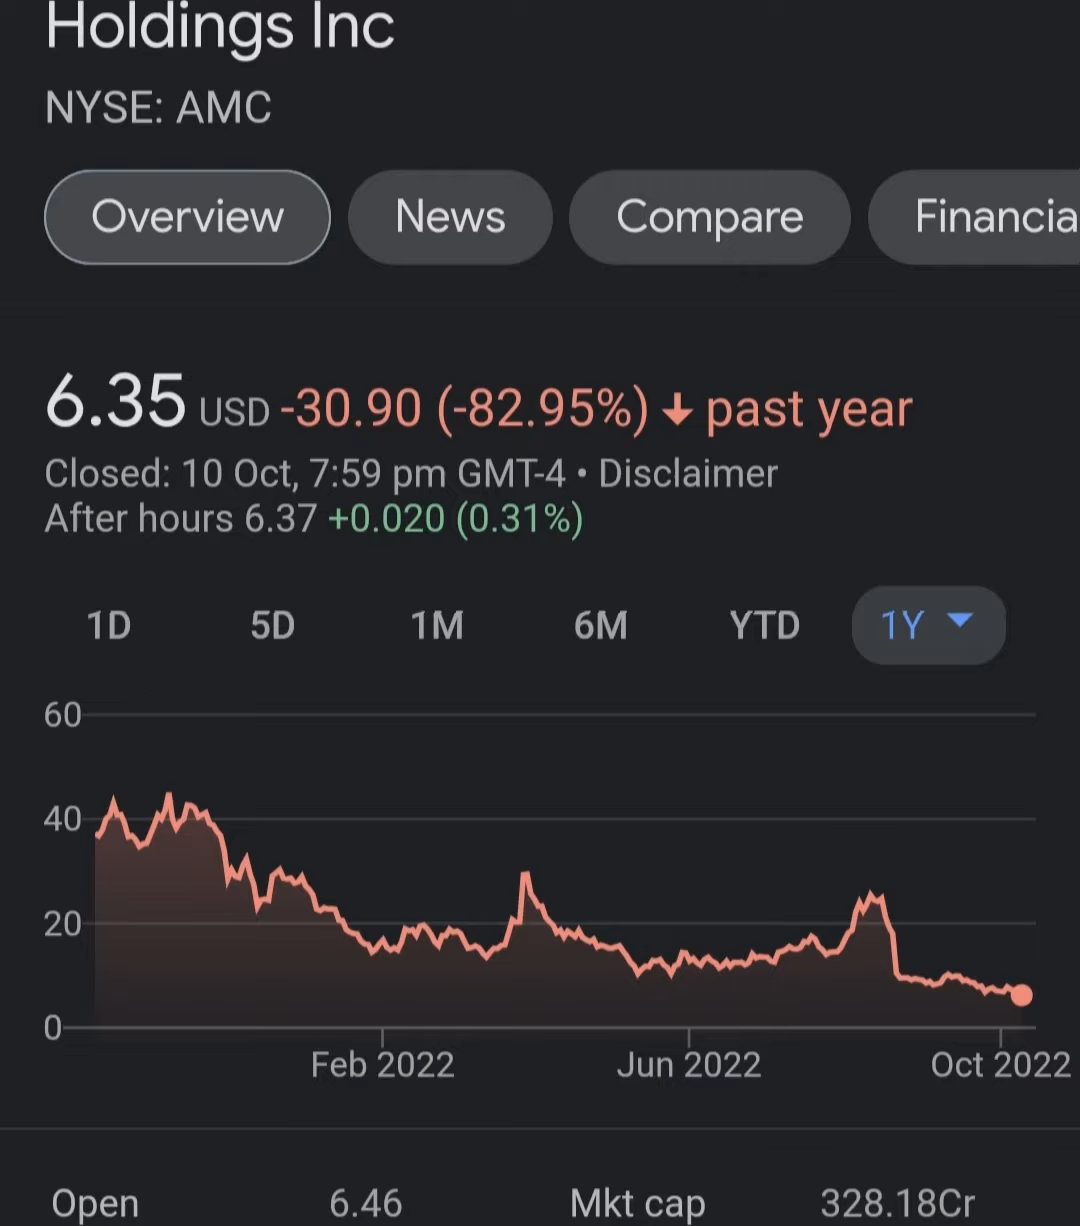 Holdings Inc
NYSE: AMC
Overview News Compare Financia
6.35 USD -30.90 (-82.95%) ↓ past year
Closed: 10 Oct, 7:59 pm GMT-4 • Disclaimer
After hours 6.37 +0.020 (0.31%)
1D 5D 1M 6M YTD 1Y
60
40
20
0
Feb 2022 Jun 2022 Oct 2022
Open 6.46 Mkt cap 328.18Cr